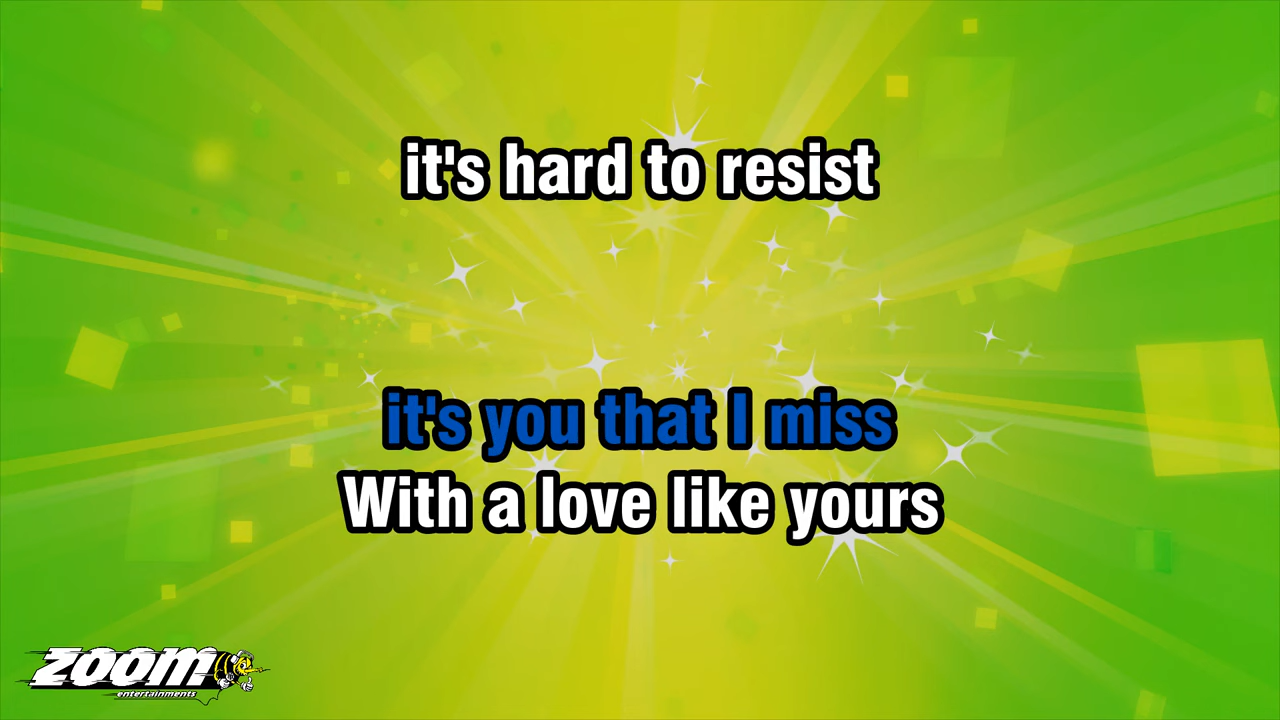 it's hard to resist
it's you that I miss
With a love like yours
zoom
entertainments